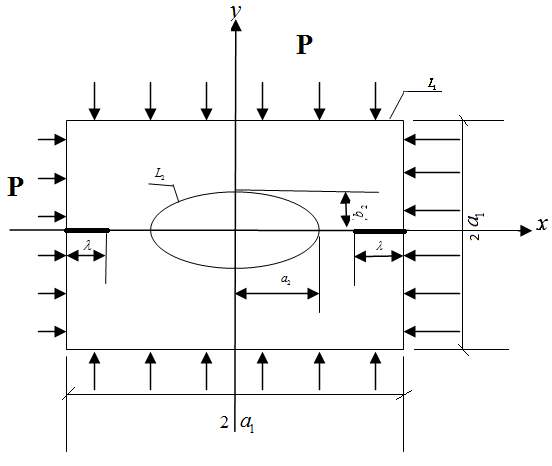 y
P
L₁
P
L₂
b₂
2 a₁
x
λ
λ
a₂
2 a₁